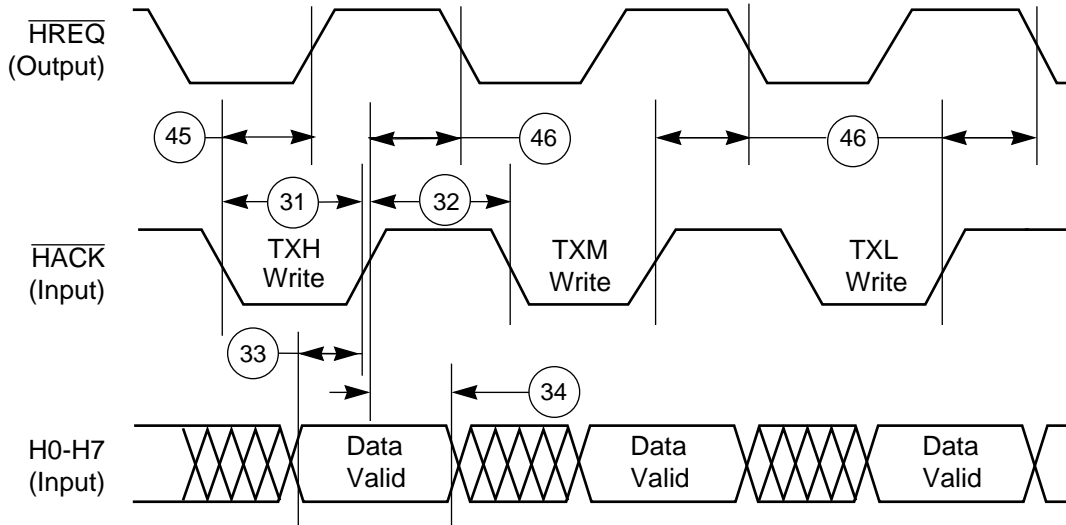 HREQ
(Output)
45
46
46
31
32
HACK
(Input)
TXH
Write
TXM
Write
TXL
Write
33
34
H0-H7
(Input)
Data
Valid
Data
Valid
Data
Valid